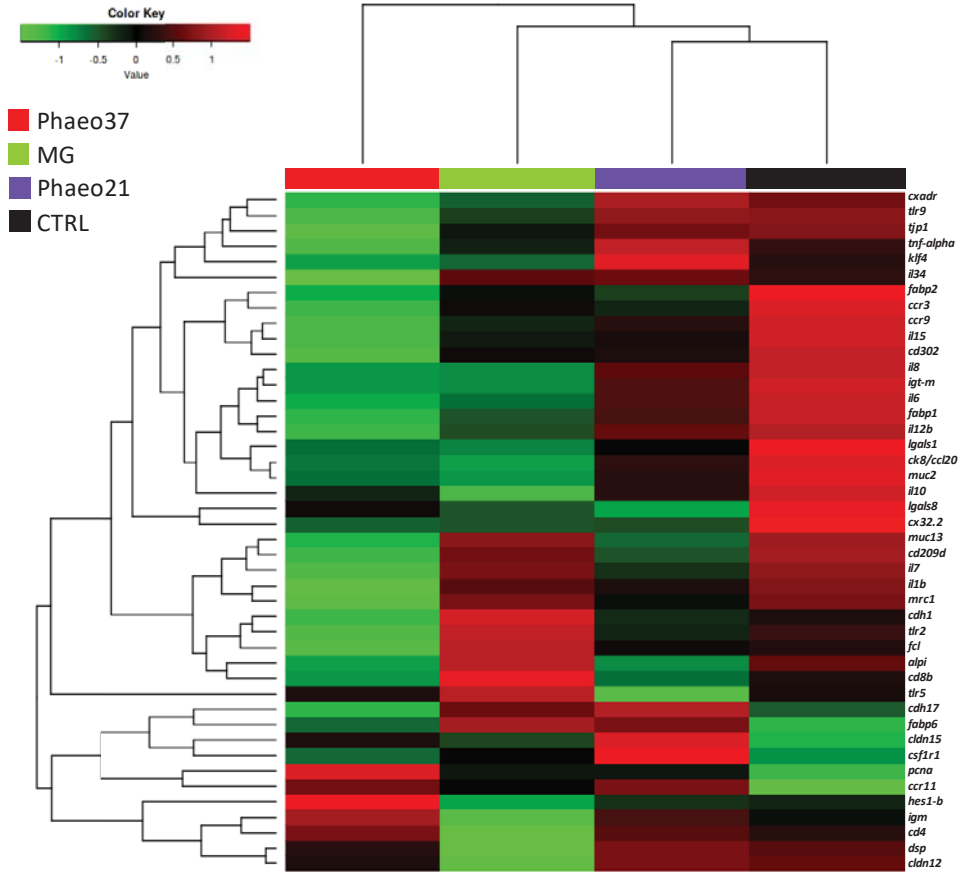 Color Key
-1 -0.5 0 0.5 1
Value
Phaeo37
MG
Phaeo21
CTRL
cxadr
tlr9
tjp1
tnf-alpha
klf4
il34
fabp2
ccr3
ccr9
il15
cd302
il8
igt-m
il6
fabp1
il12b
lgals1
ck8/ccl20
muc2
il10
lgals8
cx32.2
muc13
cd209d
il7
il1b
mrc1
cdh1
tlr2
fcl
alpi
cd8b
tlr5
cdh17
fabp6
cldn15
csf1r1
pcna
ccr11
hes1-b
igm
cd4
dsp
cldn12